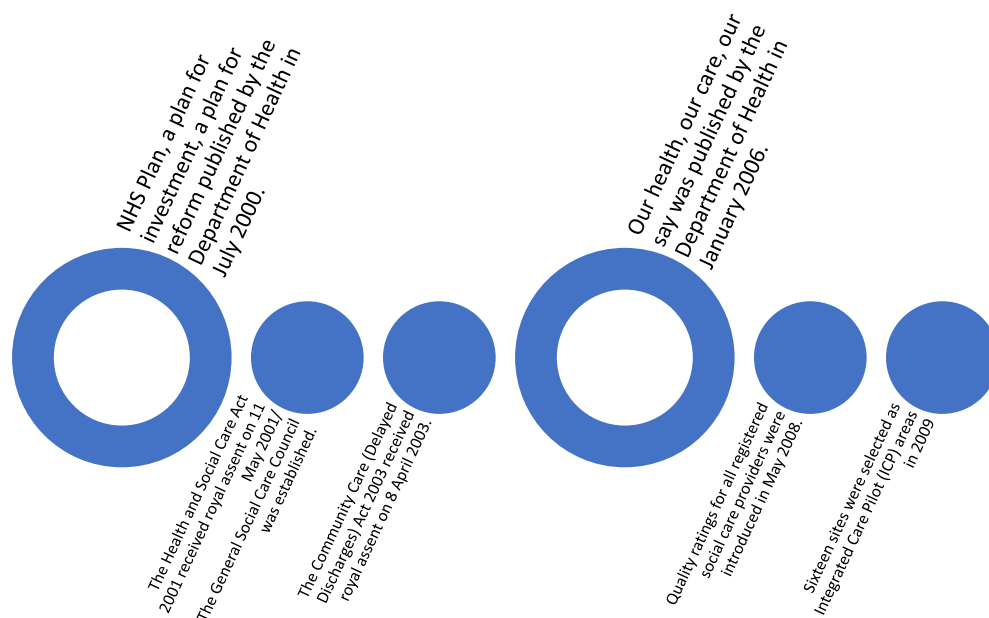 NHS Plan, a plan for
investment, a plan for
reform published by the
Department of Health in
July 2000.
The Health and Social Care Act
2001 received royal assent on 11
May 2001/
The General Social Care Council
was established.
The Community Care (Delayed
Discharges) Act 2003 received
royal assent on 8 April 2003.
Our health, our care, our
say was published by the
Department of Health in
January 2006.
Quality ratings for all registered
social care providers were
introduced in May 2008.
Sixteen sites were selected as
Integrated Care Pilot (ICP) areas
in 2009